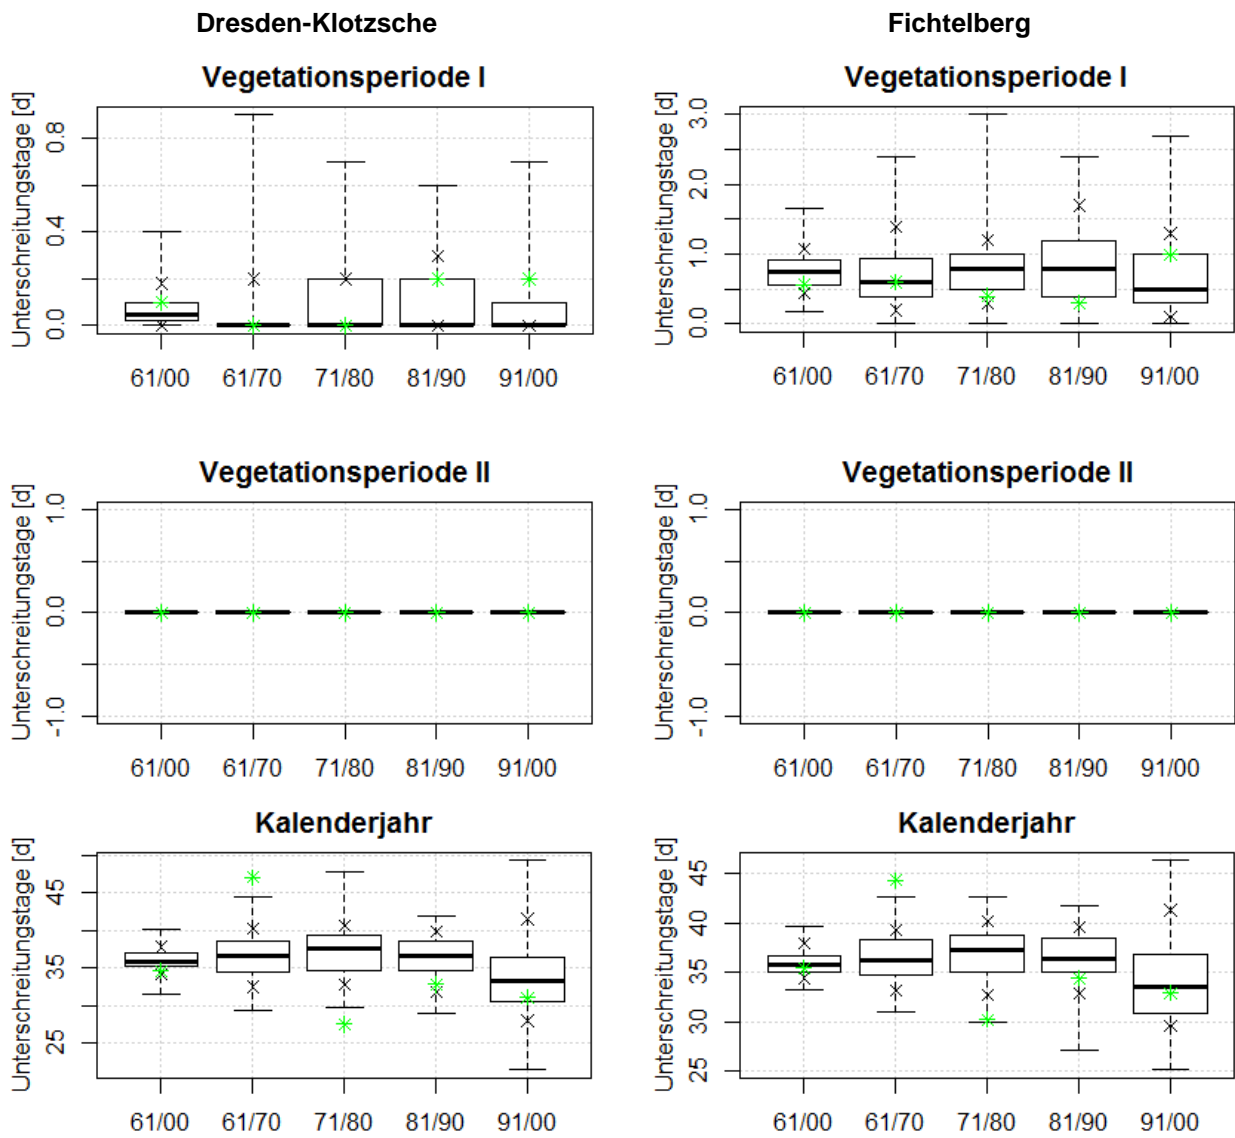 Dresden-Klotzsche
Fichtelberg
Vegetationsperiode I
Unterschreitungstage [d]
0.8
0.4
0.0
61/00 61/70 71/80 81/90 91/00
Vegetationsperiode I
Unterschreitungstage [d]
3.0
2.0
1.0
0.0
61/00 61/70 71/80 81/90 91/00
Vegetationsperiode II
Unterschreitungstage [d]
1.0
0.0
-1.0
61/00 61/70 71/80 81/90 91/00
Vegetationsperiode II
Unterschreitungstage [d]
1.0
0.0
-1.0
61/00 61/70 71/80 81/90 91/00
Kalenderjahr
Unterschreitungstage [d]
45
35
25
61/00 61/70 71/80 81/90 91/00
Kalenderjahr
Unterschreitungstage [d]
45
40
35
30
25
61/00 61/70 71/80 81/90 91/00